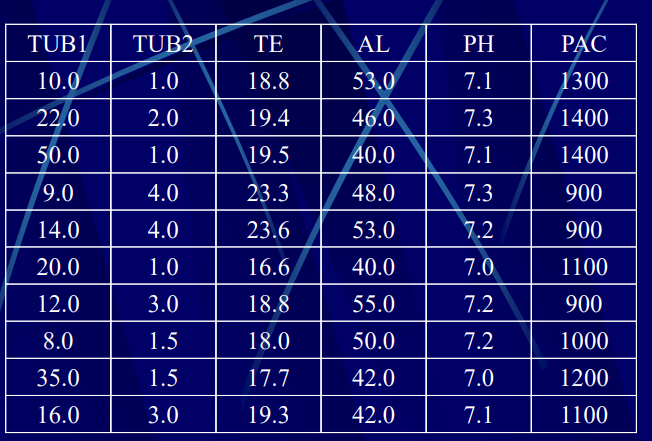 TUB1 TUB2 TE AL PH PAC
10.0 1.0 18.8 53.0 7.1 1300
22.0 2.0 19.4 46.0 7.3 1400
50.0 1.0 19.5 40.0 7.1 1400
9.0 4.0 23.3 48.0 7.3 900
14.0 4.0 23.6 53.0 7.2 900
20.0 1.0 16.6 40.0 7.0 1100
12.0 3.0 18.8 55.0 7.2 900
8.0 1.5 18.0 50.0 7.2 1000
35.0 1.5 17.7 42.0 7.0 1200
16.0 3.0 19.3 42.0 7.1 1100